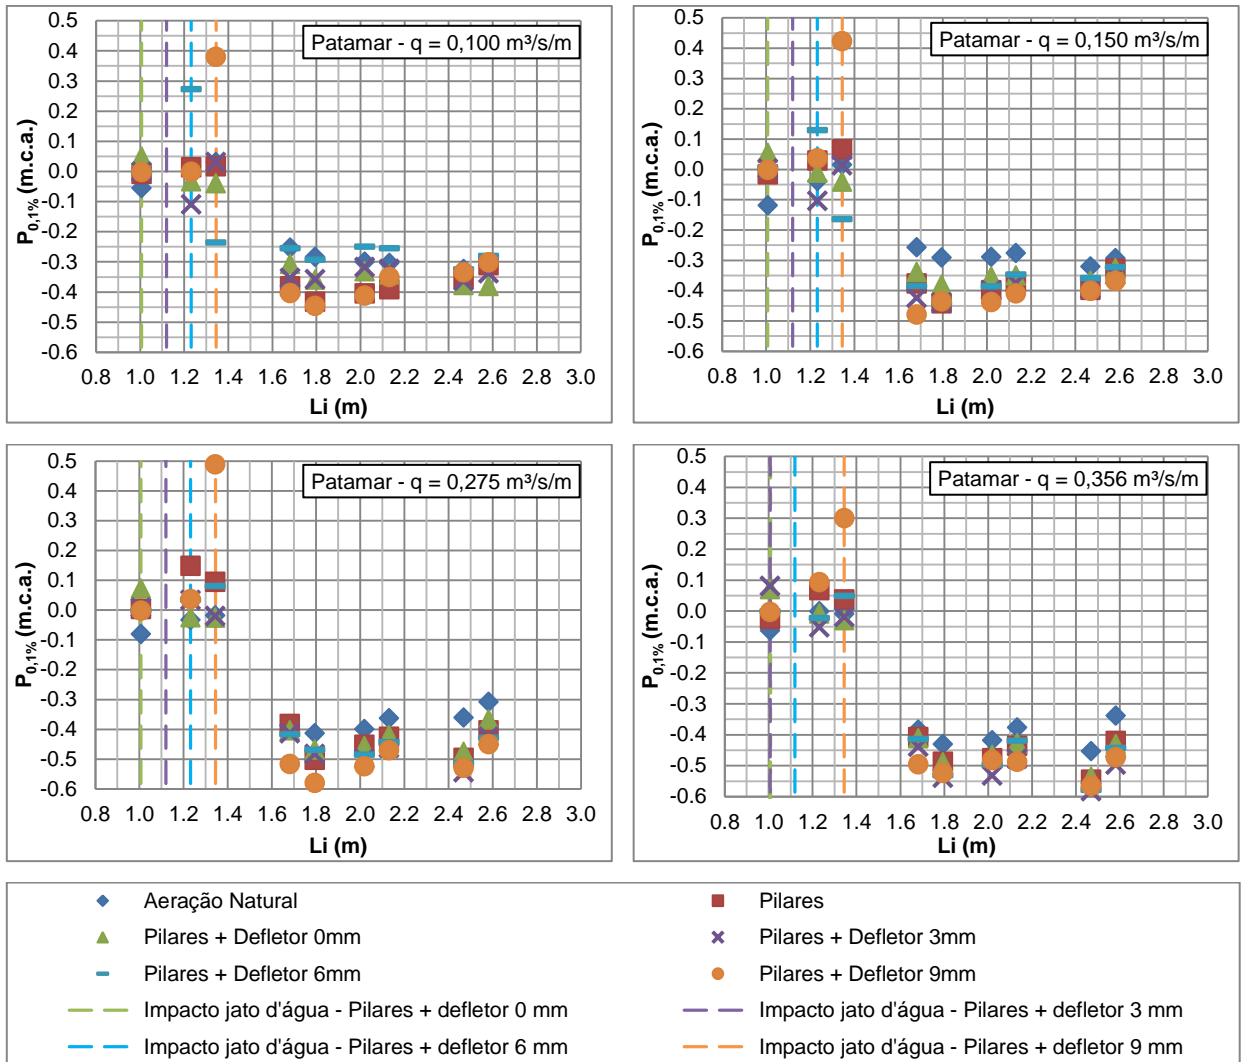 Patamar - q = 0,100 m³/s/m
P0,1% (m.c.a.)
0.5
0.4
0.3
0.2
0.1
0.0
-0.1
-0.2
-0.3
-0.4
-0.5
-0.6
0.8 1.0 1.2 1.4 1.6 1.8 2.0 2.2 2.4 2.6 2.8 3.0
Li (m)
Patamar - q = 0,150 m³/s/m
P0,1% (m.c.a.)
0.5
0.4
0.3
0.2
0.1
0.0
-0.1
-0.2
-0.3
-0.4
-0.5
-0.6
0.8 1.0 1.2 1.4 1.6 1.8 2.0 2.2 2.4 2.6 2.8 3.0
Li (m)
Patamar - q = 0,275 m³/s/m
P0,1% (m.c.a.)
0.5
0.4
0.3
0.2
0.1
0.0
-0.1
-0.2
-0.3
-0.4
-0.5
-0.6
0.8 1.0 1.2 1.4 1.6 1.8 2.0 2.2 2.4 2.6 2.8 3.0
Li (m)
Patamar - q = 0,356 m³/s/m
P0,1% (m.c.a.)
0.5
0.4
0.3
0.2
0.1
0.0
-0.1
-0.2
-0.3
-0.4
-0.5
-0.6
0.8 1.0 1.2 1.4 1.6 1.8 2.0 2.2 2.4 2.6 2.8 3.0
Li (m)
Aeração Natural
Pilares
Pilares + Defletor 0mm
Pilares + Defletor 3mm
Pilares + Defletor 6mm
Pilares + Defletor 9mm
Impacto jato d'água - Pilares + defletor 0 mm
Impacto jato d'água - Pilares + defletor 3 mm
Impacto jato d'água - Pilares + defletor 6 mm
Impacto jato d'água - Pilares + defletor 9 mm